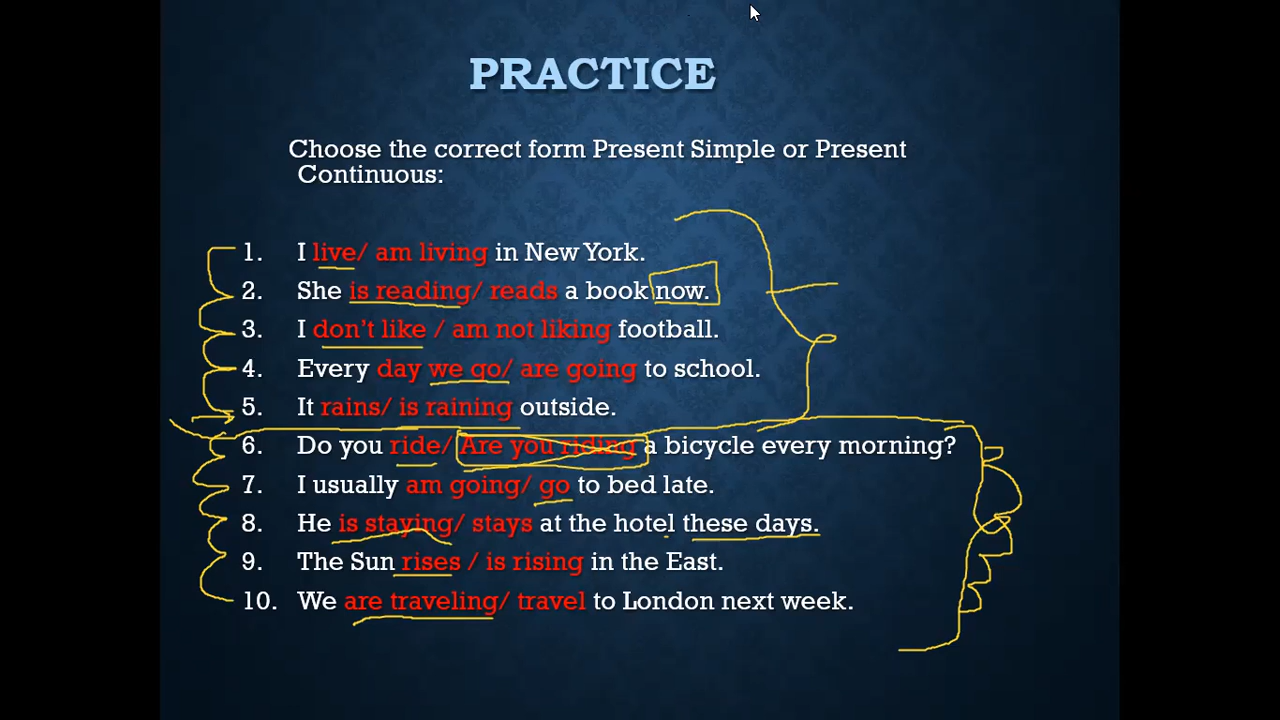 PRACTICE
Choose the correct form Present Simple or Present
Continuous:
1. I live/ am living in New York.
2. She is reading/ reads a book now.
3. I don't like / am not liking football.
4. Every day we go/ are going to school.
5. It rains/ is raining outside.
6. Do you ride/ Are you riding a bicycle every morning?
7. I usually am going/ go to bed late.
8. He is staying/ stays at the hotel these days.
9. The Sun rises / is rising in the East.
10. We are traveling/ travel to London next week.